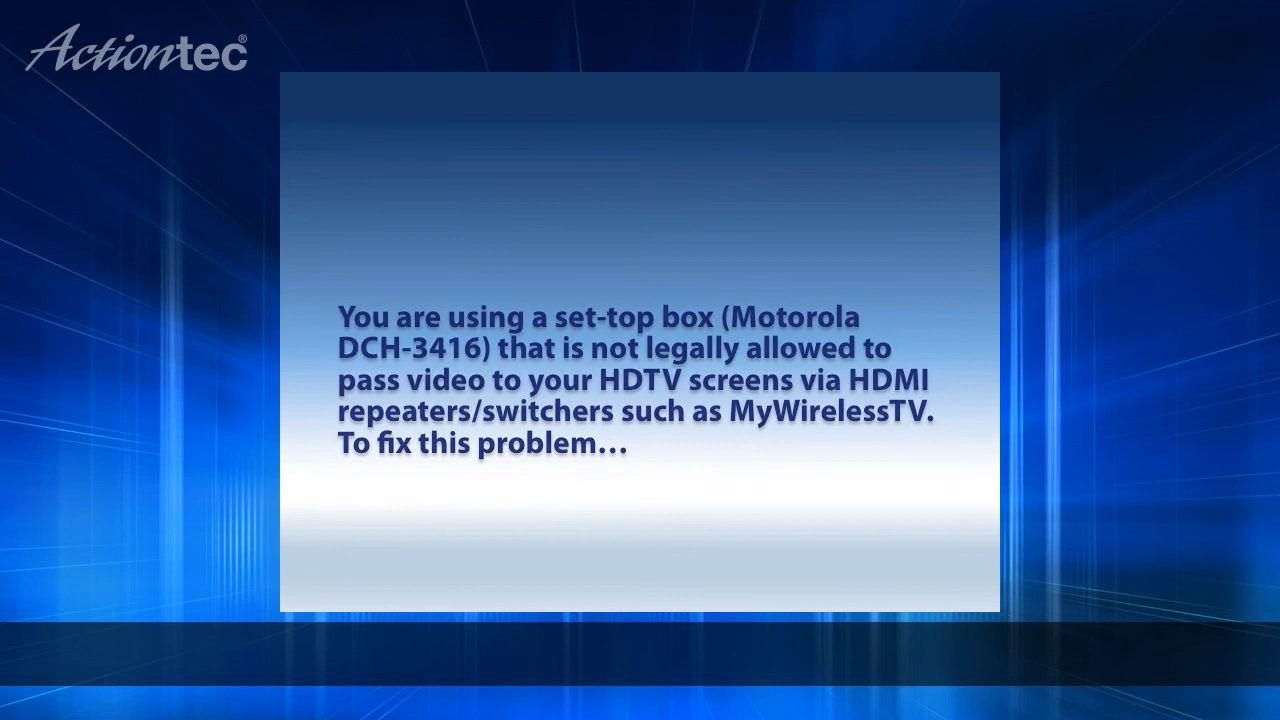 Actiontec®
You are using a set-top box (Motorola
DCH-3416) that is not legally allowed to
pass video to your HDTV screens via HDMI
repeaters/switchers such as MyWirelessTV.
To fix this problem…